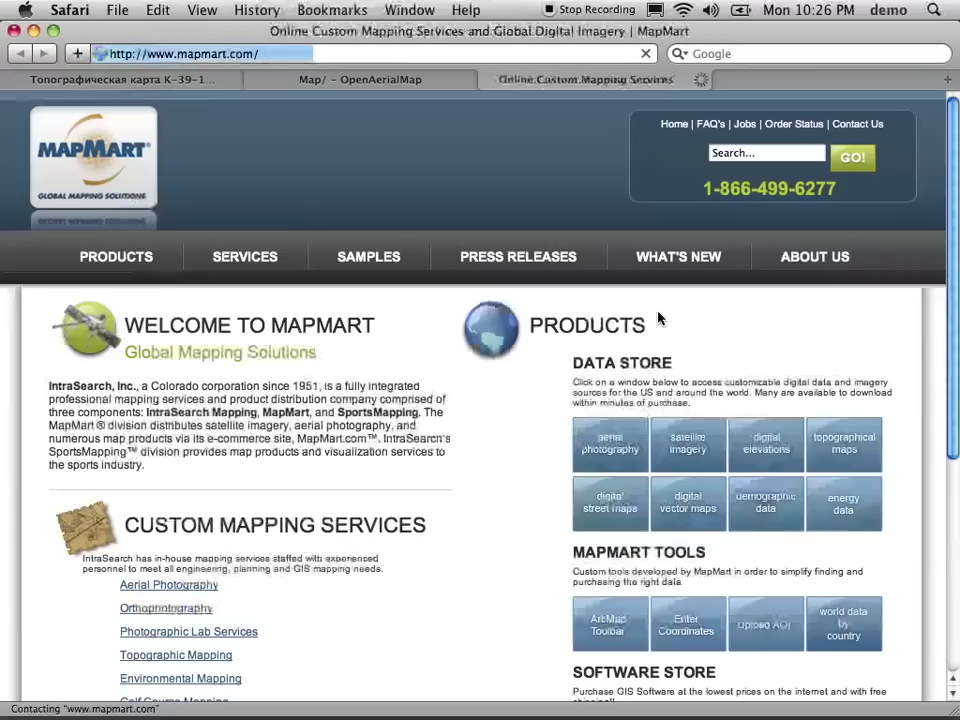 Safari File Edit View History Bookmarks Window Help Stop Recording Mon 10:26 PM demo
Online Custom Mapping Services and Global Digital Imagery | MapMart
http://www.mapmart.com/
Google
Топографическая карта K-39-1...
Map/ - OpenAerialMap
Online Custom Mapping Services
MAPMART
GLOBAL MAPPING SOLUTIONS
Home | FAQ's | Jobs | Order Status | Contact Us
Search...
GO!
1-866-499-6277
PRODUCTS SERVICES SAMPLES PRESS RELEASES WHAT'S NEW ABOUT US
WELCOME TO MAPMART
Global Mapping Solutions
IntraSearch, Inc., a Colorado corporation since 1951, is a fully integrated
professional mapping services and product distribution company comprised of
three components: IntraSearch Mapping, MapMart, and SportsMapping. The
MapMart ® division distributes satellite imagery, aerial photography, and
numerous map products via its e-commerce site, MapMart.com™. IntraSearch's
SportsMapping™ division provides map products and visualization services to
the sports industry.
CUSTOM MAPPING SERVICES
IntraSearch has in-house mapping services staffed with experienced
personnel to meet all engineering, planning and GIS mapping needs.
Aerial Photography
Orthophotography
Photographic Lab Services
Topographic Mapping
Environmental Mapping
Golf Course Mapping
PRODUCTS
DATA STORE
Click on a window below to access customizable digital data and imagery
sources for the US and around the world. Many are available to download
within minutes of purchase.
aerial photography
satellite imagery
digital elevations
topographical maps
digital street maps
digital vector maps
demographic data
energy data
MAPMART TOOLS
Custom tools developed by MapMart in order to simplify finding and
purchasing the right data.
ArcMap Toolbar
Enter Coordinates
Upload AOI
world data by country
SOFTWARE STORE
Purchase GIS Software at the lowest prices on the internet and with free
shipping!
Contacting "www.mapmart.com"